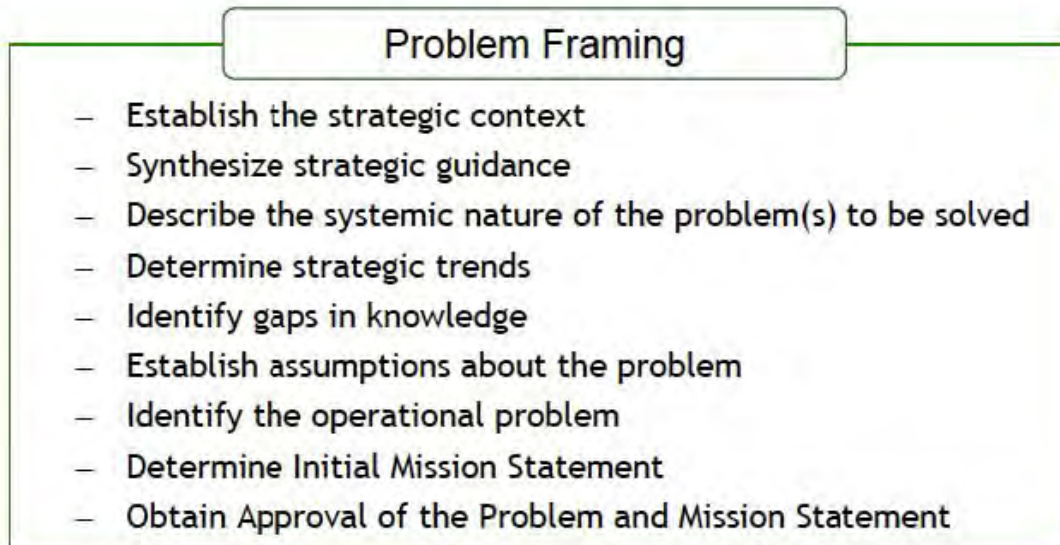 Problem Framing
– Establish the strategic context
– Synthesize strategic guidance
– Describe the systemic nature of the problem(s) to be solved
– Determine strategic trends
– Identify gaps in knowledge
– Establish assumptions about the problem
– Identify the operational problem
– Determine Initial Mission Statement
– Obtain Approval of the Problem and Mission Statement